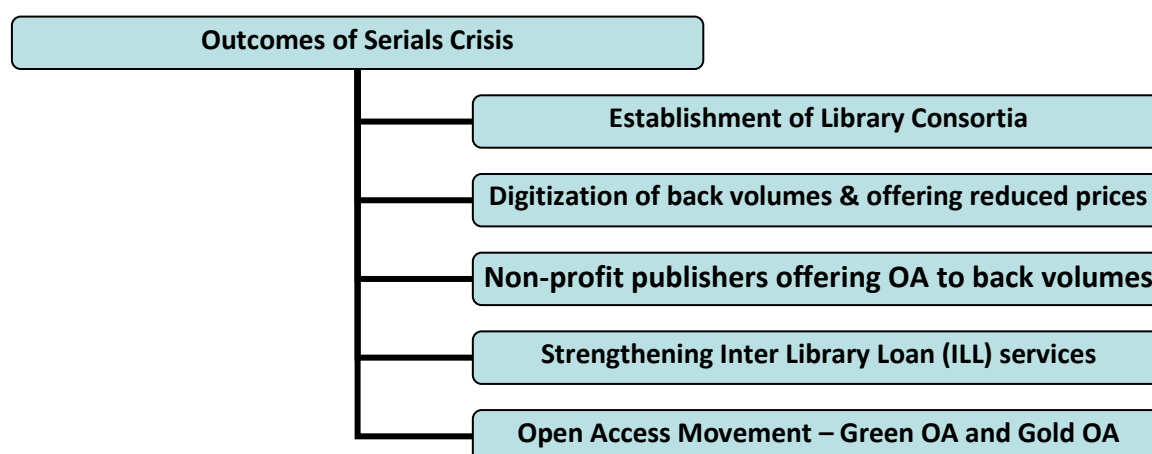 Outcomes of Serials Crisis
Establishment of Library Consortia
Digitization of back volumes & offering reduced prices
Non-profit publishers offering OA to back volumes
Strengthening Inter Library Loan (ILL) services
Open Access Movement – Green OA and Gold OA